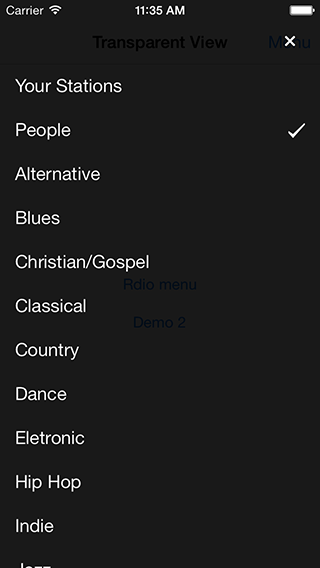 Carrier 11:35 AM
Transparent View Menu
Your Stations
People
Alternative
Blues
Christian/Gospel
Rdio menu
Classical
Demo 2
Country
Dance
Eletronic
Hip Hop
Indie
Jazz